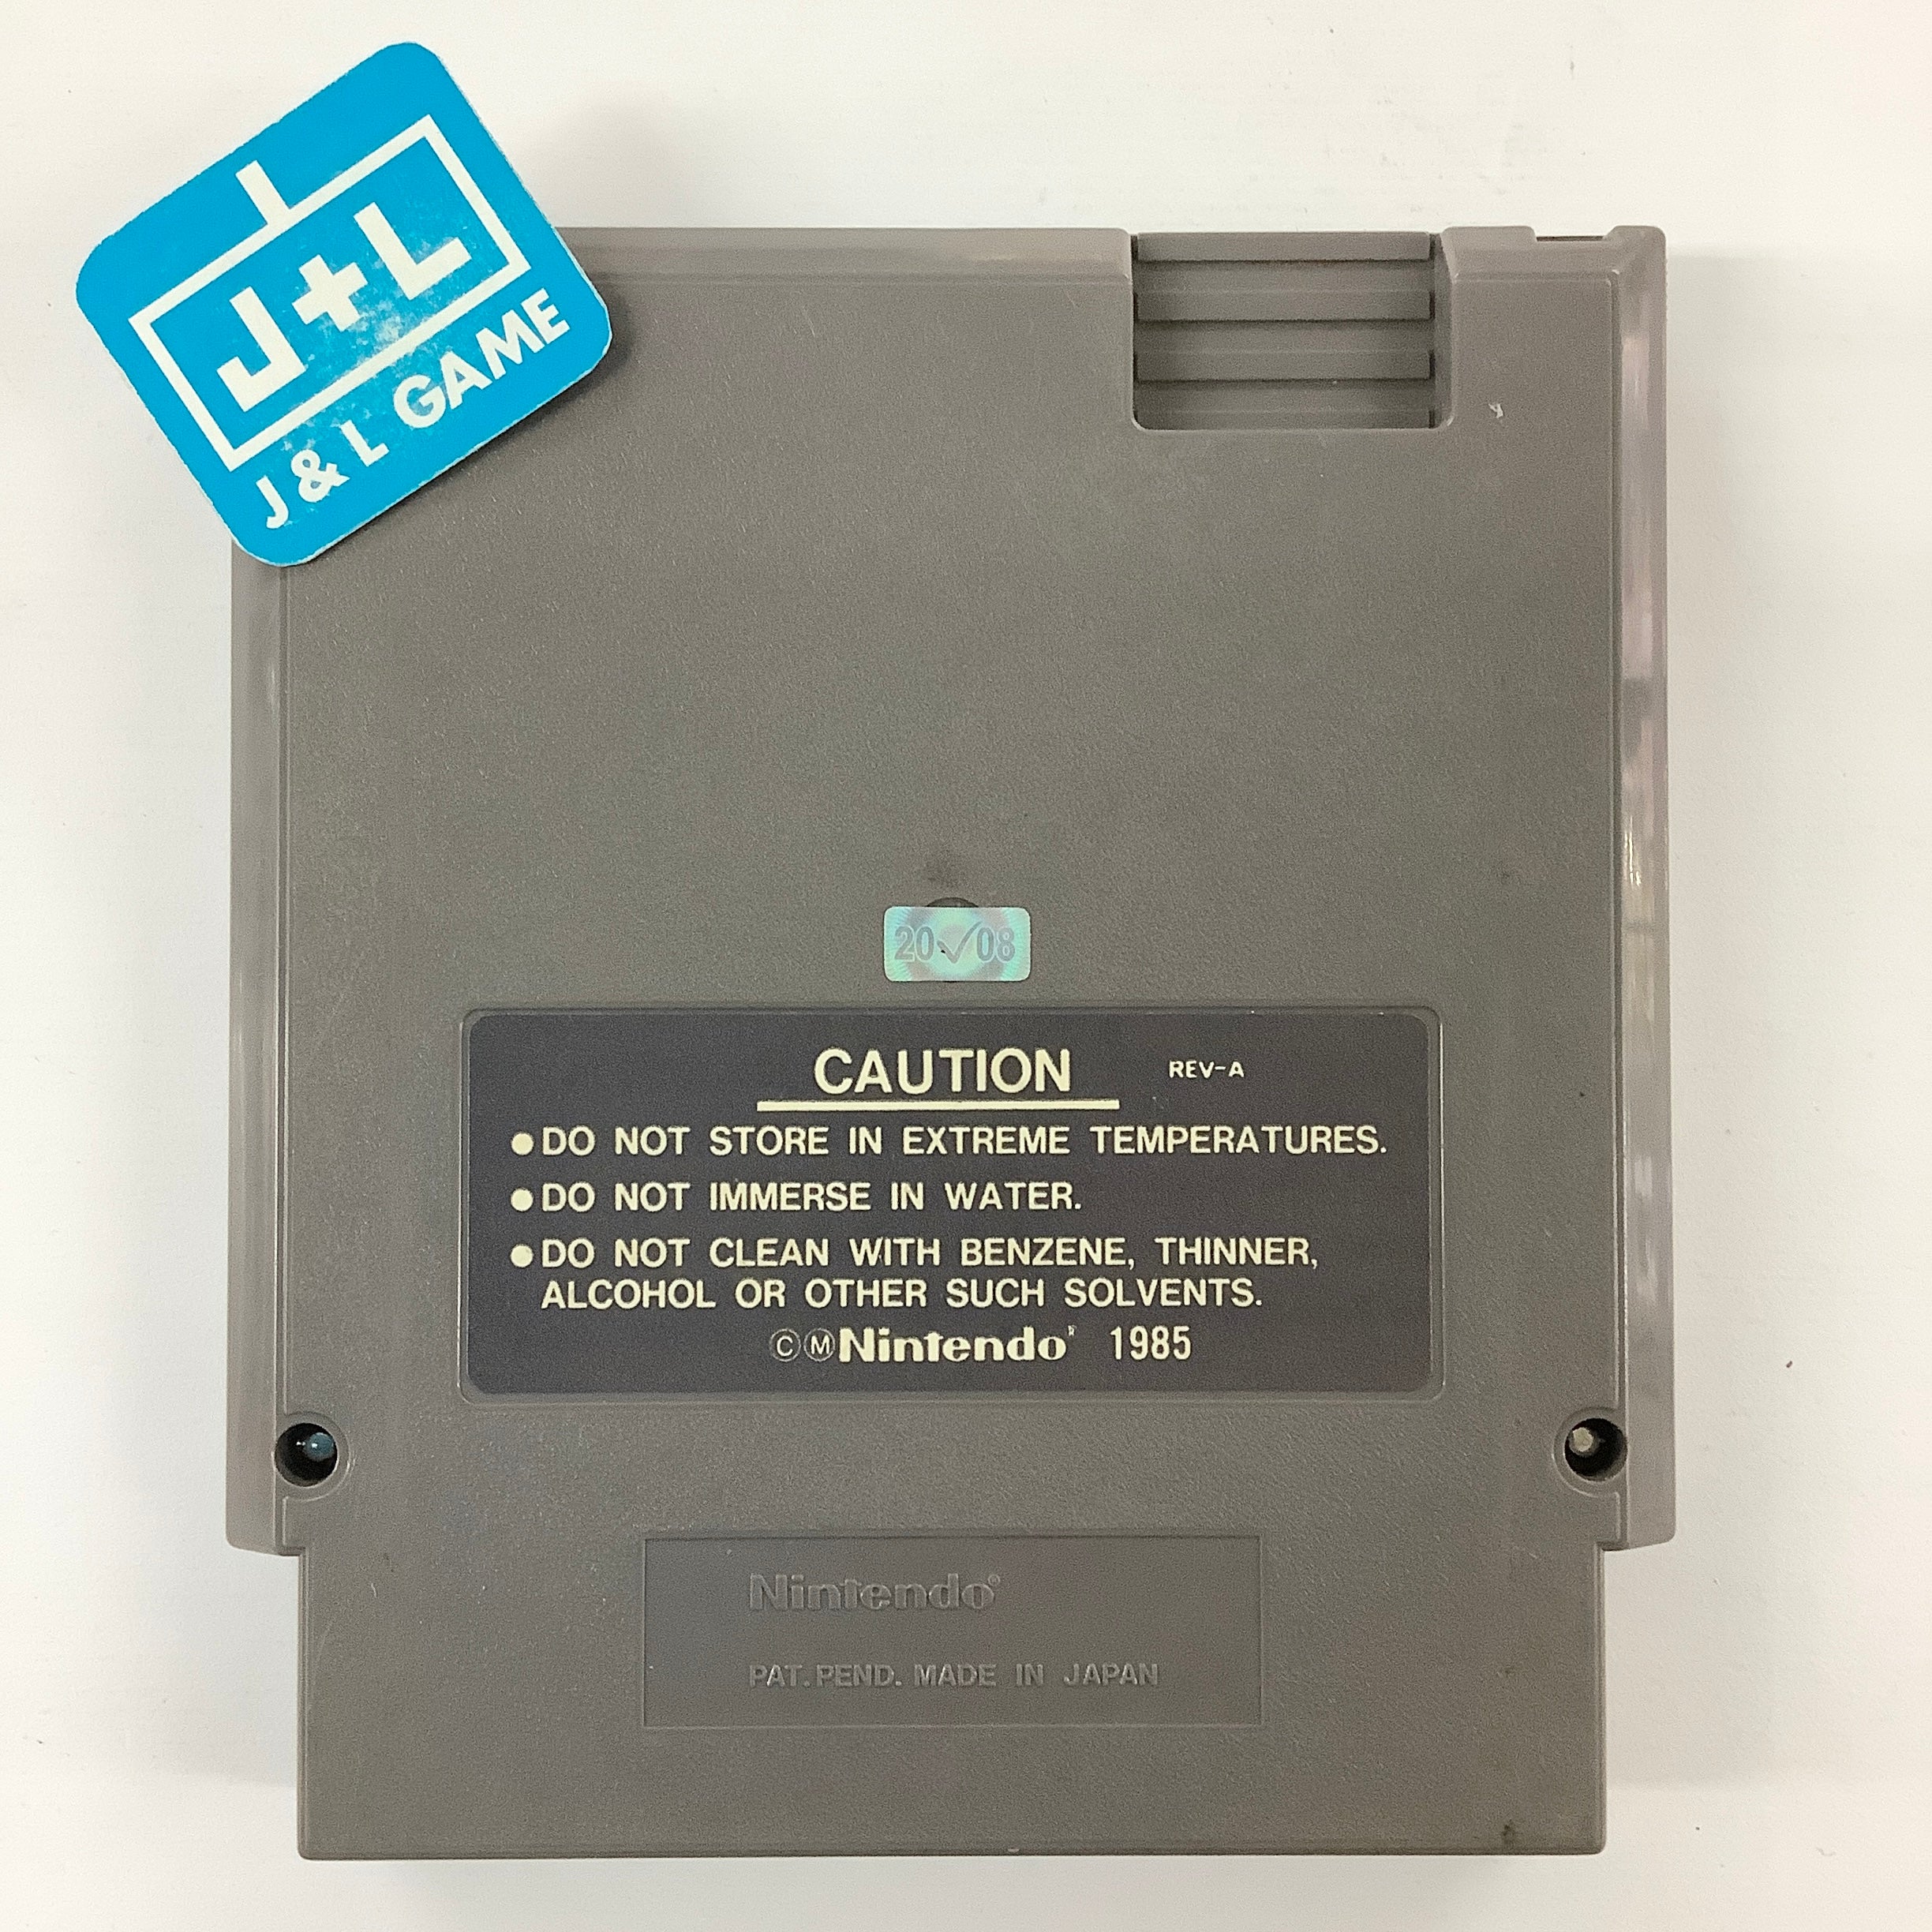 J+L
J & L GAME
20✓08
CAUTION REV-A
●DO NOT STORE IN EXTREME TEMPERATURES.
●DO NOT IMMERSE IN WATER.
●DO NOT CLEAN WITH BENZENE, THINNER,
ALCOHOL OR OTHER SUCH SOLVENTS.
ⒸⓂNintendo® 1985
Nintendo®
PAT. PEND. MADE IN JAPAN